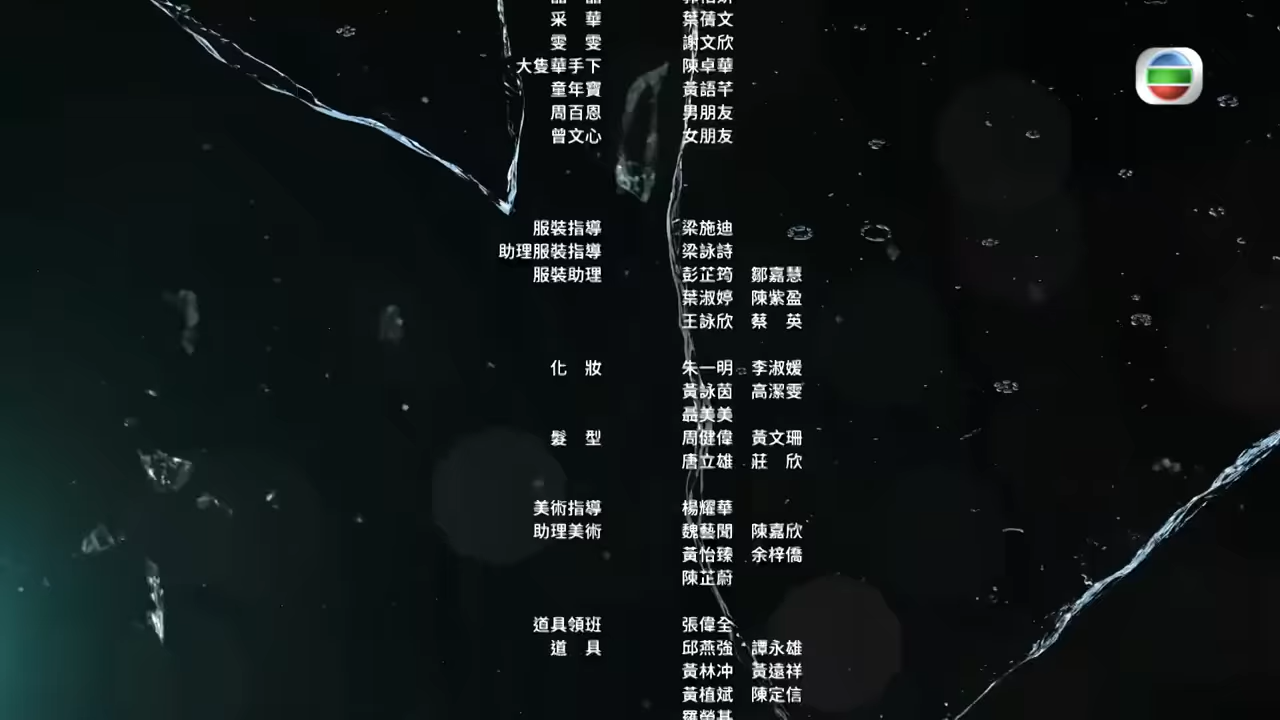 采　華　葉蒨文
雯　雯　謝文欣
大隻華手下　陳卓華
童年寶　黃語芊
周百恩　男朋友
曾文心　女朋友
服裝指導　梁施迪
助理服裝指導　梁詠詩
服裝助理　彭芷筠　鄒嘉慧
葉淑婷　陳紫盈
王詠欣　蔡　英
化　妝　朱一明　李淑媛
黃詠茵　高潔雯
聶美美
髮　型　周健偉　黃文珊
唐立雄　莊　欣
美術指導　楊耀華
助理美術　魏藝聞　陳嘉欣
黃怡臻　余梓僑
陳芷蔚
道具領班　張偉全
道　具　邱燕強　譚永雄
黃林冲　黃遠祥
黃植斌　陳定信